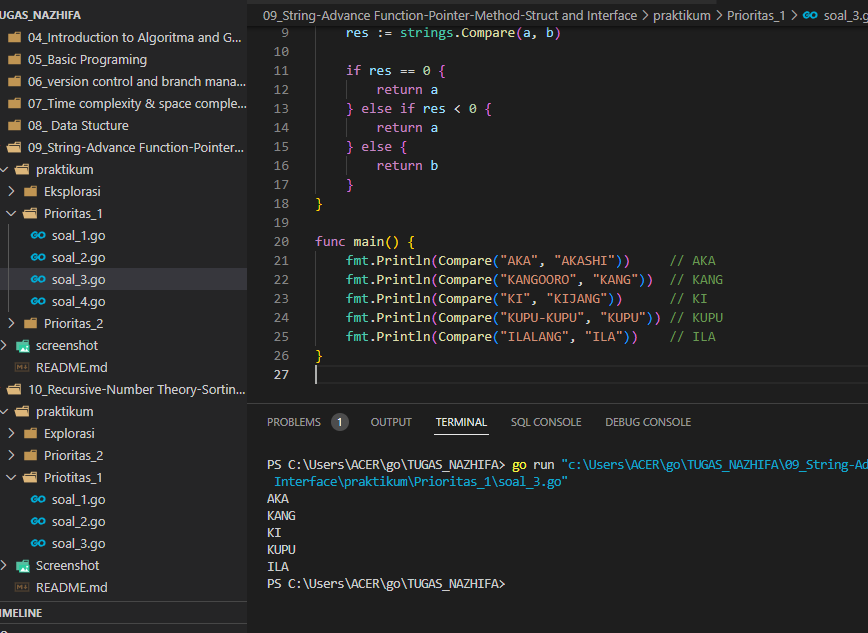 UGAS_NAZHIFA
04_Introduction to Algoritma and G...
05_Basic Programing
06_version control and branch mana...
07_Time complexity & space comple...
08_ Data Stucture
09_String-Advance Function-Pointer...
praktikum
Eksplorasi
Prioritas_1
soal_1.go
soal_2.go
soal_3.go
soal_4.go
Prioritas_2
screenshot
README.md
10_Recursive-Number Theory-Sortin...
praktikum
Explorasi
Prioritas_2
Priotitas_1
soal_1.go
soal_2.go
soal_3.go
Screenshot
README.md
IMELINE
09_String-Advance Function-Pointer-Method-Struct and Interface > praktikum > Prioritas_1 > soal_3.g
9 res := strings.Compare(a, b)
10
11 if res == 0 {
12 return a
13 } else if res < 0 {
14 return a
15 } else {
16 return b
17 }
18 }
19
20 func main() {
21 fmt.Println(Compare("AKA", "AKASHI")) // AKA
22 fmt.Println(Compare("KANGOORO", "KANG")) // KANG
23 fmt.Println(Compare("KI", "KIJANG")) // KI
24 fmt.Println(Compare("KUPU-KUPU", "KUPU")) // KUPU
25 fmt.Println(Compare("ILALANG", "ILA")) // ILA
26 }
27
PROBLEMS 1 OUTPUT TERMINAL SQL CONSOLE DEBUG CONSOLE
PS C:\Users\ACER\go\TUGAS_NAZHIFA> go run "c:\Users\ACER\go\TUGAS_NAZHIFA\09_String-Ad
Interface\praktikum\Prioritas_1\soal_3.go"
AKA
KANG
KI
KUPU
ILA
PS C:\Users\ACER\go\TUGAS_NAZHIFA>